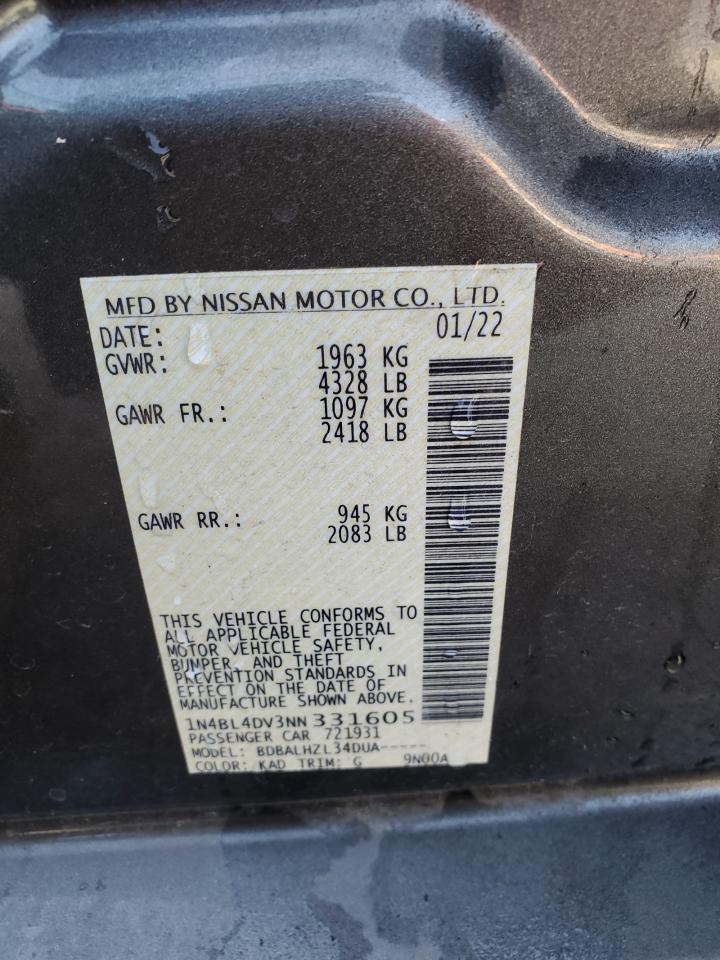 MFD BY NISSAN MOTOR CO., LTD.
DATE: 01/22
GVWR: 1963 KG
4328 LB
GAWR FR.: 1097 KG
2418 LB
GAWR RR.: 945 KG
2083 LB
THIS VEHICLE CONFORMS TO
ALL APPLICABLE FEDERAL
MOTOR VEHICLE SAFETY,
BUMPER, AND THEFT
PREVENTION STANDARDS IN
EFFECT ON THE DATE OF
MANUFACTURE SHOWN ABOVE.
1N4BL4DV3NN331605
PASSENGER CAR 721931
MODEL: BDBALHZL34DUA-----
COLOR: KAD TRIM: G 9N00A